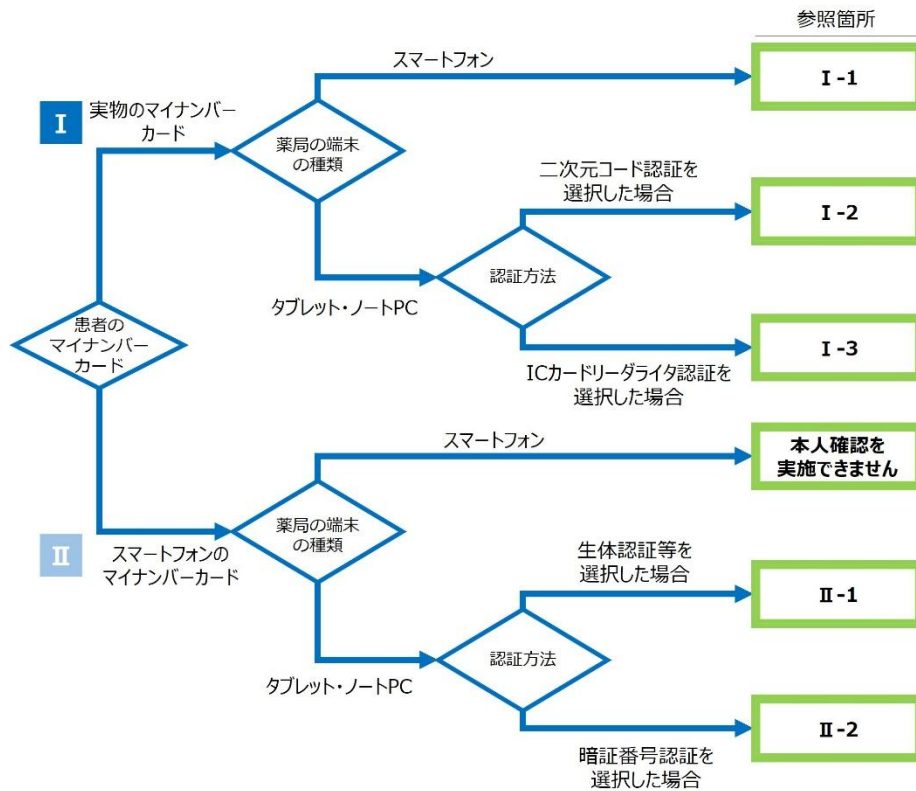 参照箇所
スマートフォン
Ⅰ-1
Ⅰ
実物のマイナンバー
カード
薬局の端末
の種類
二次元コード認証を
選択した場合
Ⅰ-2
認証方法
タブレット・ノートPC
Ⅰ-3
ICカードリーダライタ認証を
選択した場合
患者の
マイナンバー
カード
スマートフォン
本人確認を
実施できません
薬局の端末
の種類
Ⅱ
スマートフォンの
マイナンバーカード
生体認証等を
選択した場合
Ⅱ-1
認証方法
タブレット・ノートPC
Ⅱ-2
暗証番号認証を
選択した場合